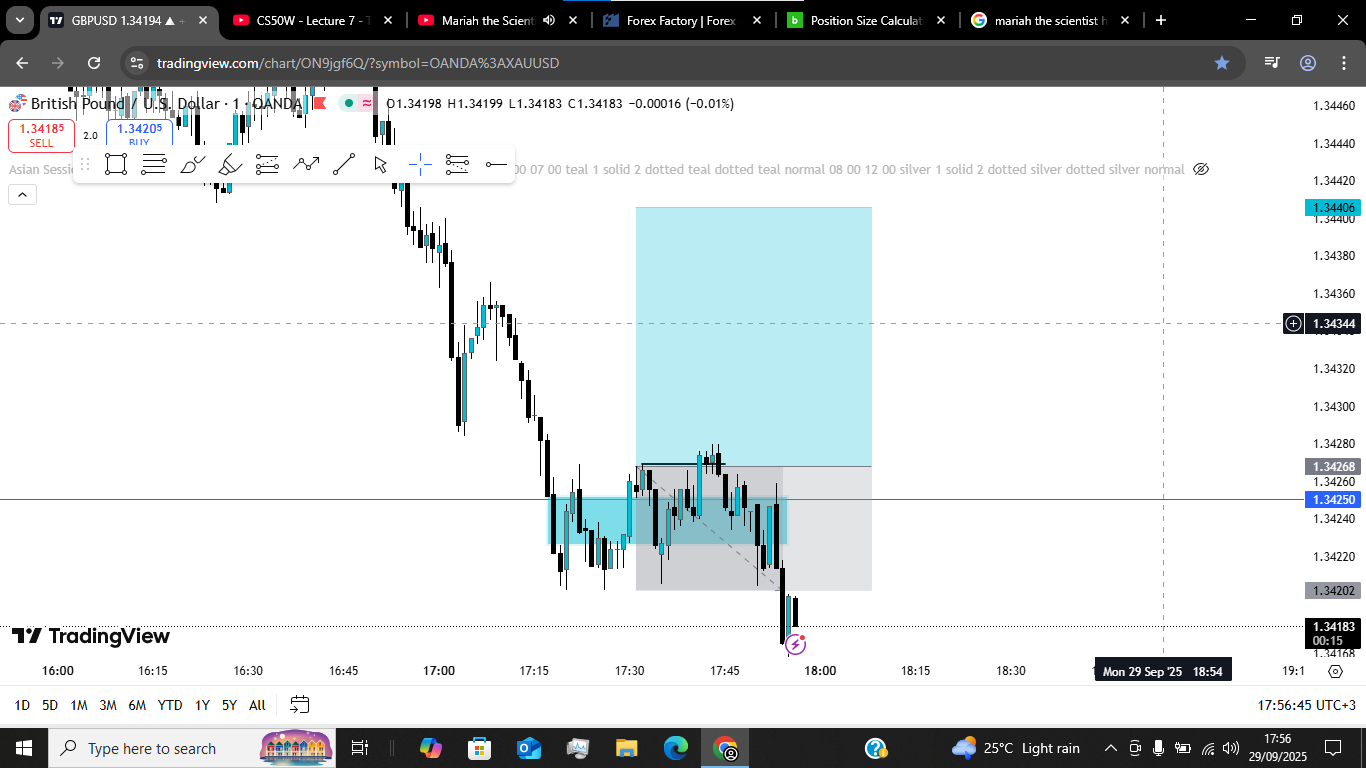 GBPUSD 1.34194 ▲
CS50W - Lecture 7 - T
Mariah the Scient
Forex Factory | Forex
Position Size Calculat
mariah the scientist h
tradingview.com/chart/ON9jgf6Q/?symbol=OANDA%3AXAUUSD
British Pound / U.S. Dollar · 1 · OANDA
O1.34198 H1.34199 L1.34183 C1.34183 −0.00016 (−0.01%)
1.34185
SELL
2.0
1.34205
BUY
Asian Sessi
00 07 00 teal 1 solid 2 dotted teal dotted teal normal 08 00 12 00 silver 1 solid 2 dotted silver dotted silver normal
1.34460
1.34440
1.34420
1.34406
1.34400
1.34380
1.34360
1.34344
1.34320
1.34300
1.34280
1.34268
1.34260
1.34250
1.34240
1.34220
1.34202
1.34183
00:15
1.34168
TradingView
16:00
16:15
16:30
16:45
17:00
17:15
17:30
17:45
18:00
18:15
18:30
Mon 29 Sep '25 18:54
19:1
1D 5D 1M 3M 6M YTD 1Y 5Y All
17:56:45 UTC+3
Type here to search
25°C Light rain
17:56
29/09/2025